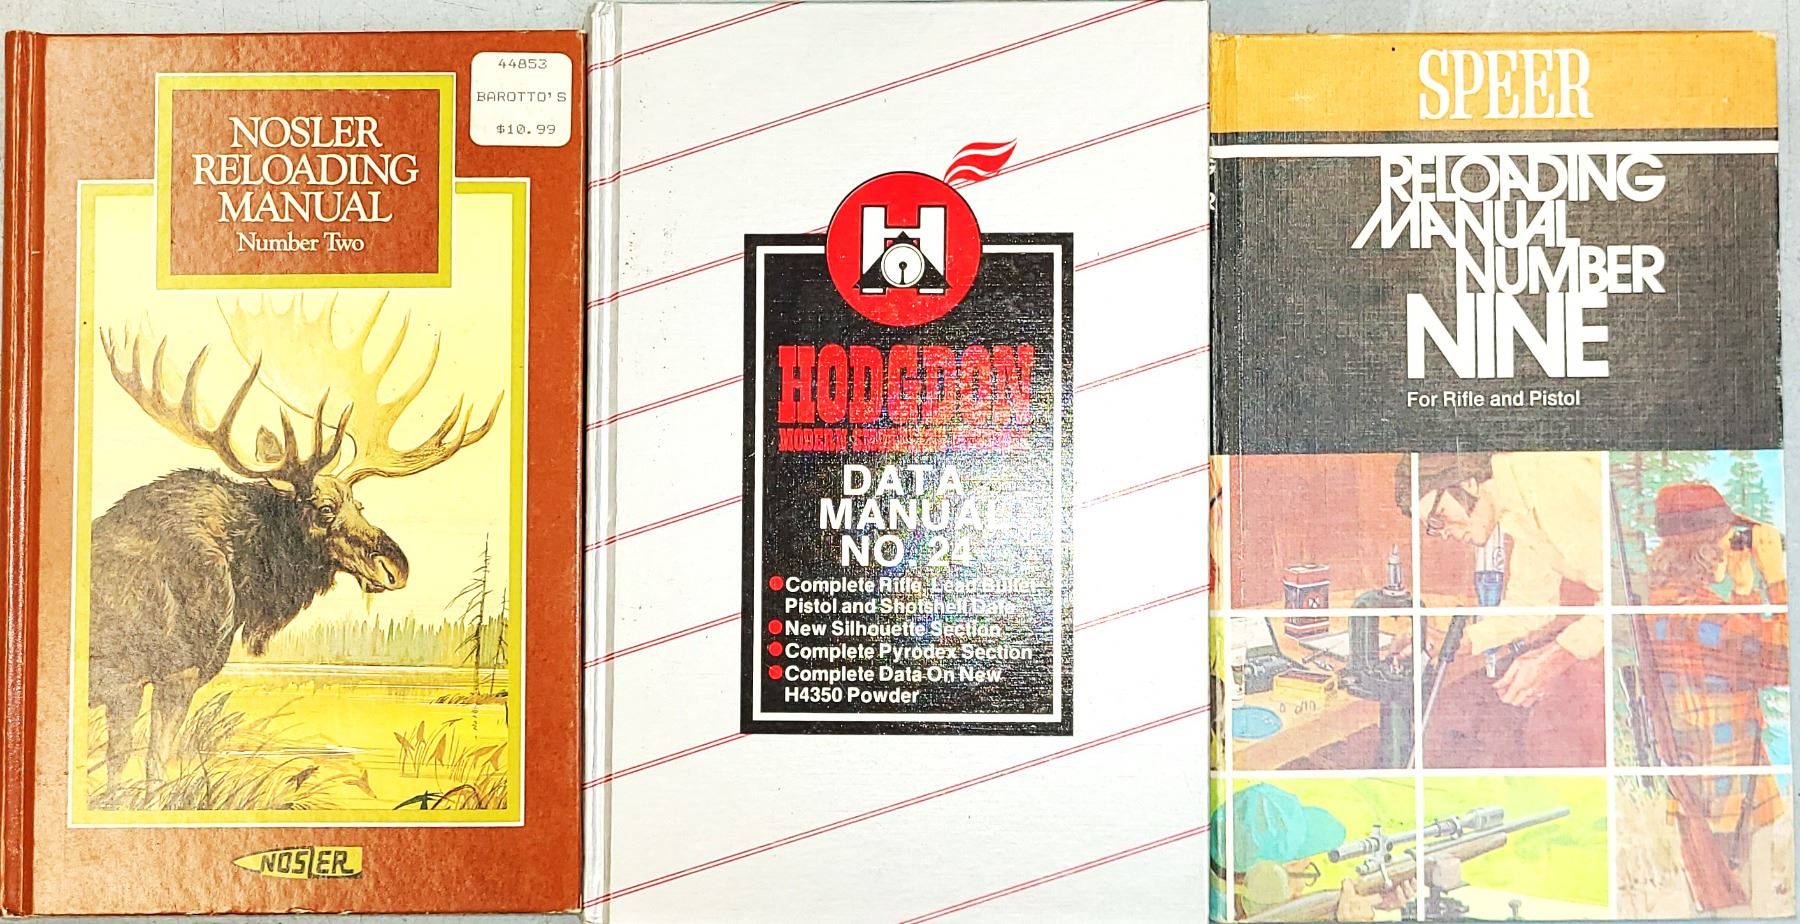 44853
BAROTTO'S
$10.99
NOSLER
RELOADING
MANUAL
Number Two
NOSLER
H
HODGDON
DATA
MANUAL
NO. 24
Complete Rifle, Lead Bullet
Pistol and Shotshell Data
New Silhouette Section
Complete Pyrodex Section
Complete Data On New
H4350 Powder
SPEER
RELOADING
MANUAL
NUMBER
NINE
For Rifle and Pistol